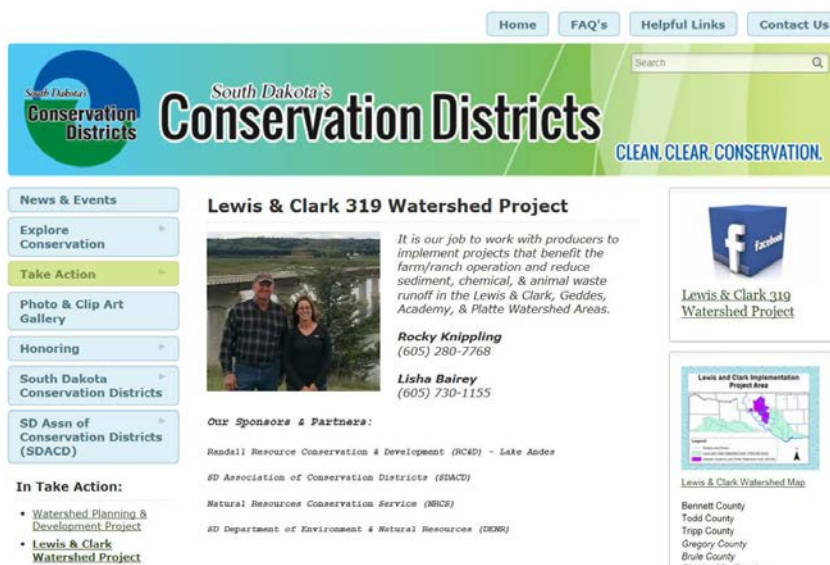 Home
FAQ's
Helpful Links
Contact Us
Search
South Dakota's
Conservation
Districts
South Dakota's
Conservation Districts
CLEAN. CLEAR. CONSERVATION.
News & Events
Explore
Conservation
Take Action
Photo & Clip Art
Gallery
Honoring
South Dakota
Conservation Districts
SD Assn of
Conservation Districts
(SDACD)
In Take Action:
Watershed Planning &
Development Project
Lewis & Clark
Watershed Project
Lewis & Clark 319 Watershed Project
It is our job to work with producers to
implement projects that benefit the
farm/ranch operation and reduce
sediment, chemical, & animal waste
runoff in the Lewis & Clark, Geddes,
Academy, & Platte Watershed Areas.
Rocky Knippling
(605) 280-7768
Lisha Bairey
(605) 730-1155
Our Sponsors & Partners:
Randall Resource Conservation & Development (RC&D) - Lake Andes
SD Association of Conservation Districts (SDACD)
Natural Resources Conservation Service (NRCS)
SD Department of Environment & Natural Resources (DENR)
facebook
Lewis & Clark 319
Watershed Project
Lewis and Clark Implementation
Project Area
Legend
Lewis & Clark Watershed Map
Bennett County
Todd County
Tripp County
Gregory County
Brule County